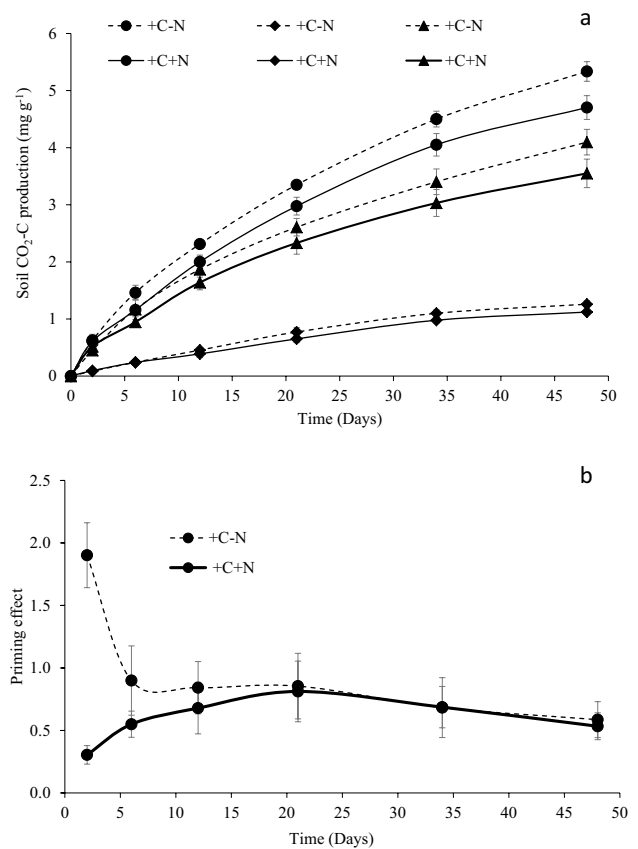 +C-N +C-N +C-N
a
+C+N +C+N +C+N
6
5
4
3
2
1
0
Soil CO₂-C production (mg g⁻¹)
0 5 10 15 20 25 30 35 40 45 50
Time (Days)
b
2.5
2.0
1.5
1.0
0.5
0.0
Priming effect
+C-N
+C+N
0 5 10 15 20 25 30 35 40 45 50
Time (Days)